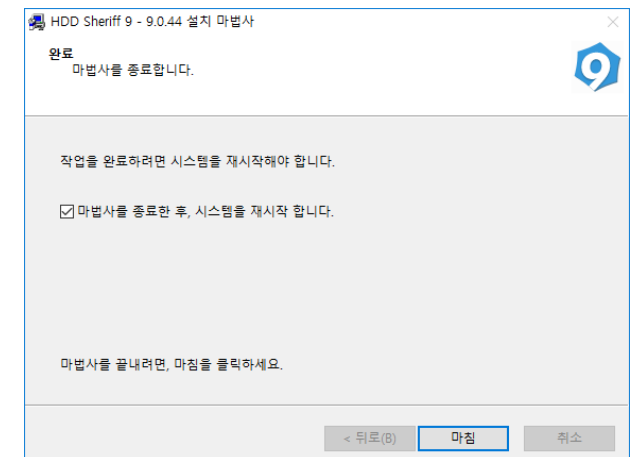 HDD Sheriff 9 - 9.0.44 설치 마법사
완료
마법사를 종료합니다.
9
작업을 완료하려면 시스템을 재시작해야 합니다.
마법사를 종료한 후, 시스템을 재시작 합니다.
마법사를 끝내려면, 마침을 클릭하세요.
< 뒤로(B)
마침
취소